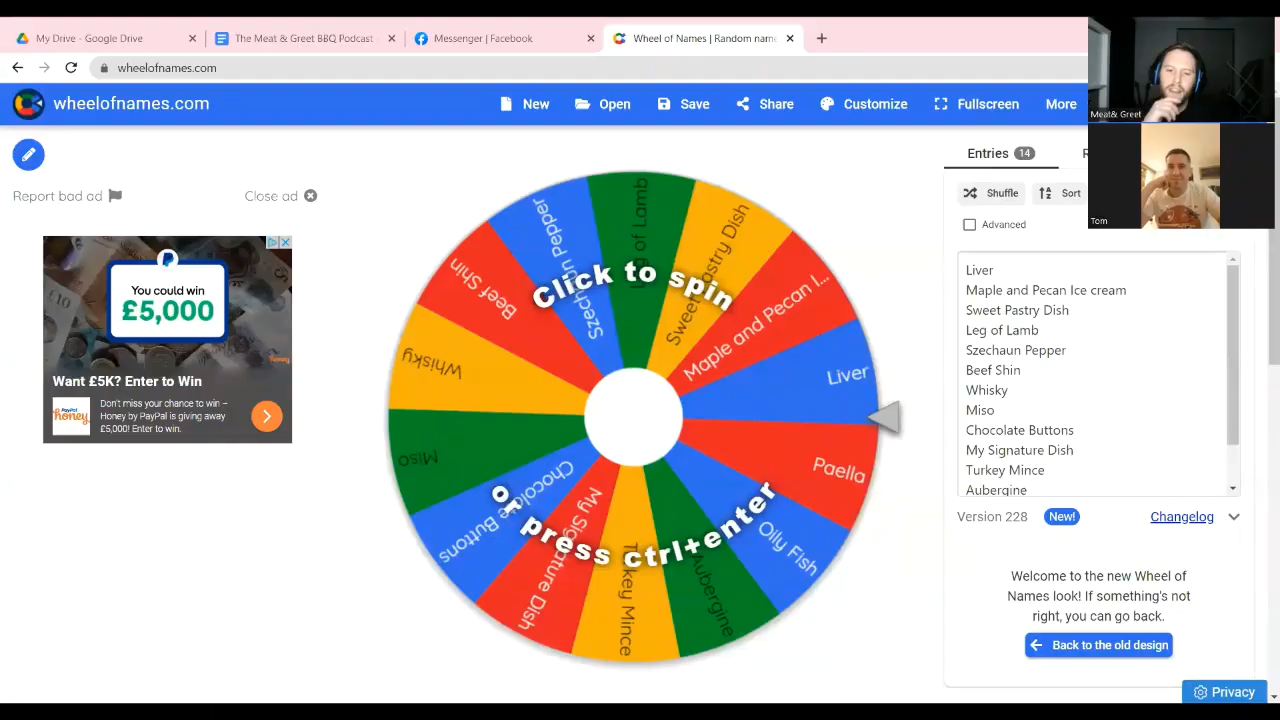 My Drive - Google Drive
The Meat & Greet BBQ Podcast
Messenger | Facebook
Wheel of Names | Random name
wheelofnames.com
wheelofnames.com
New
Open
Save
Share
Customize
Fullscreen
More
Meat& Greet
Tom
Report bad ad
Close ad
You could win
£5,000
Want £5K? Enter to Win
Don't miss your chance to win –
Honey by PayPal is giving away
£5,000! Enter to win.
PayPal
honey
Click to spin
or press ctrl+enter
Leg of Lamb
Sweet Pastry Dish
Maple and Pecan I...
Liver
Paella
Oily Fish
Aubergine
Turkey Mince
My Signature Dish
Chocolate Buttons
Miso
Whisky
Beef Shin
Szechaun Pepper
Entries 14
Shuffle
Sort
Advanced
Liver
Maple and Pecan Ice cream
Sweet Pastry Dish
Leg of Lamb
Szechaun Pepper
Beef Shin
Whisky
Miso
Chocolate Buttons
My Signature Dish
Turkey Mince
Aubergine
Version 228
New!
Changelog
Welcome to the new Wheel of
Names look! If something's not
right, you can go back.
Back to the old design
Privacy